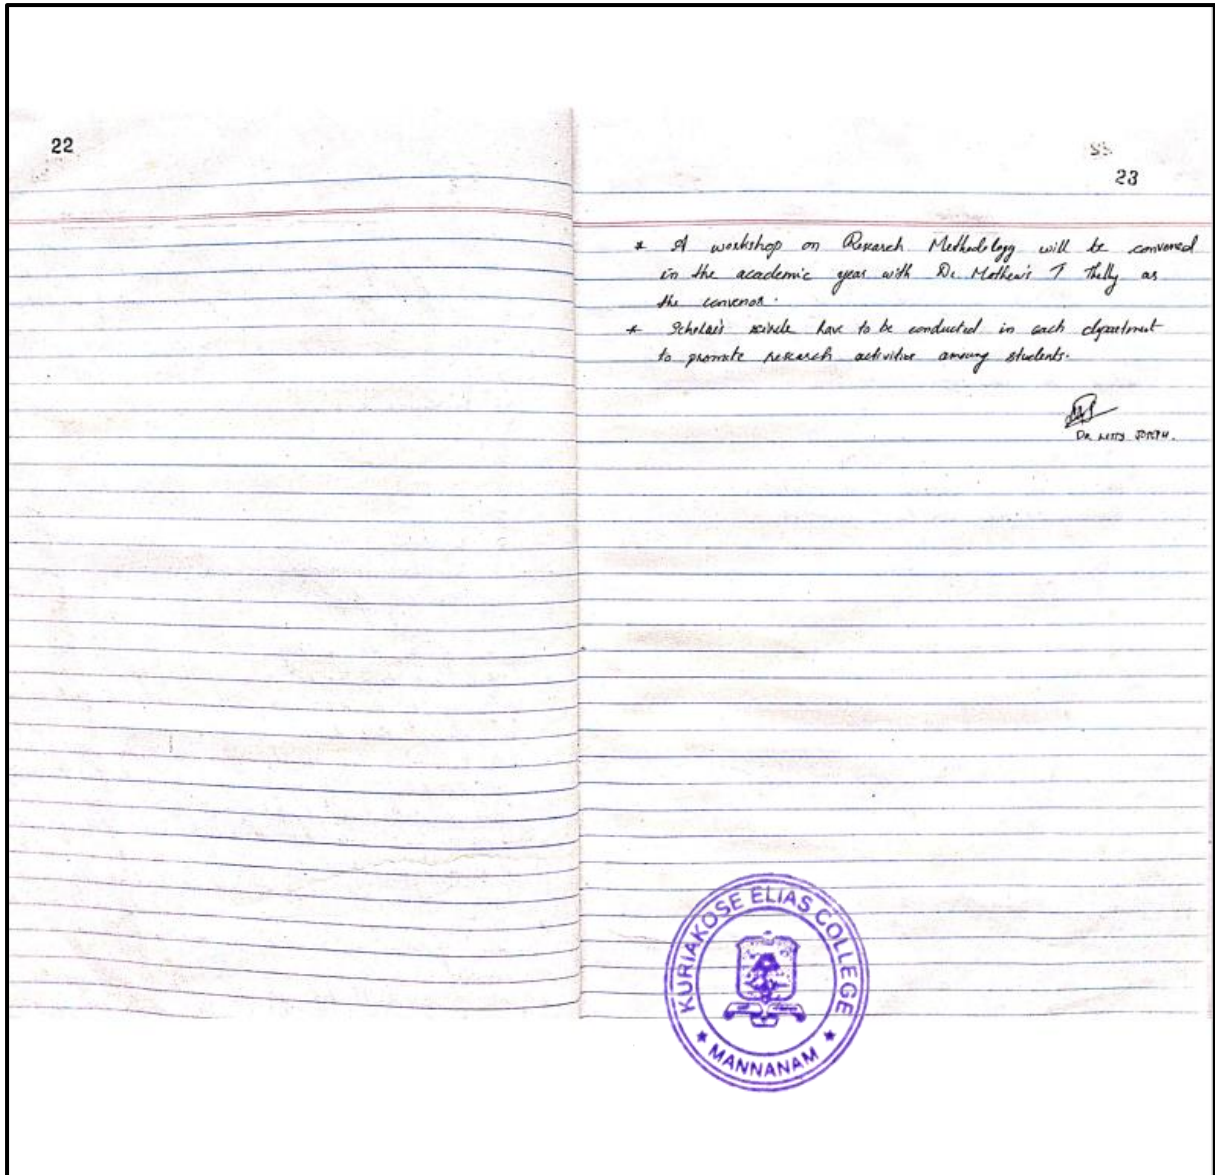 22
23
* A workshop on Research Methodology will be convened
in the academic year with Dr. Mathews T Thelly as
the convenor.
* Scholar's have to be conducted in each department
to promote research activities among students.
DR. JOSEPH.
KURIAKOSE ELIAS COLLEGE
* MANNANAM *